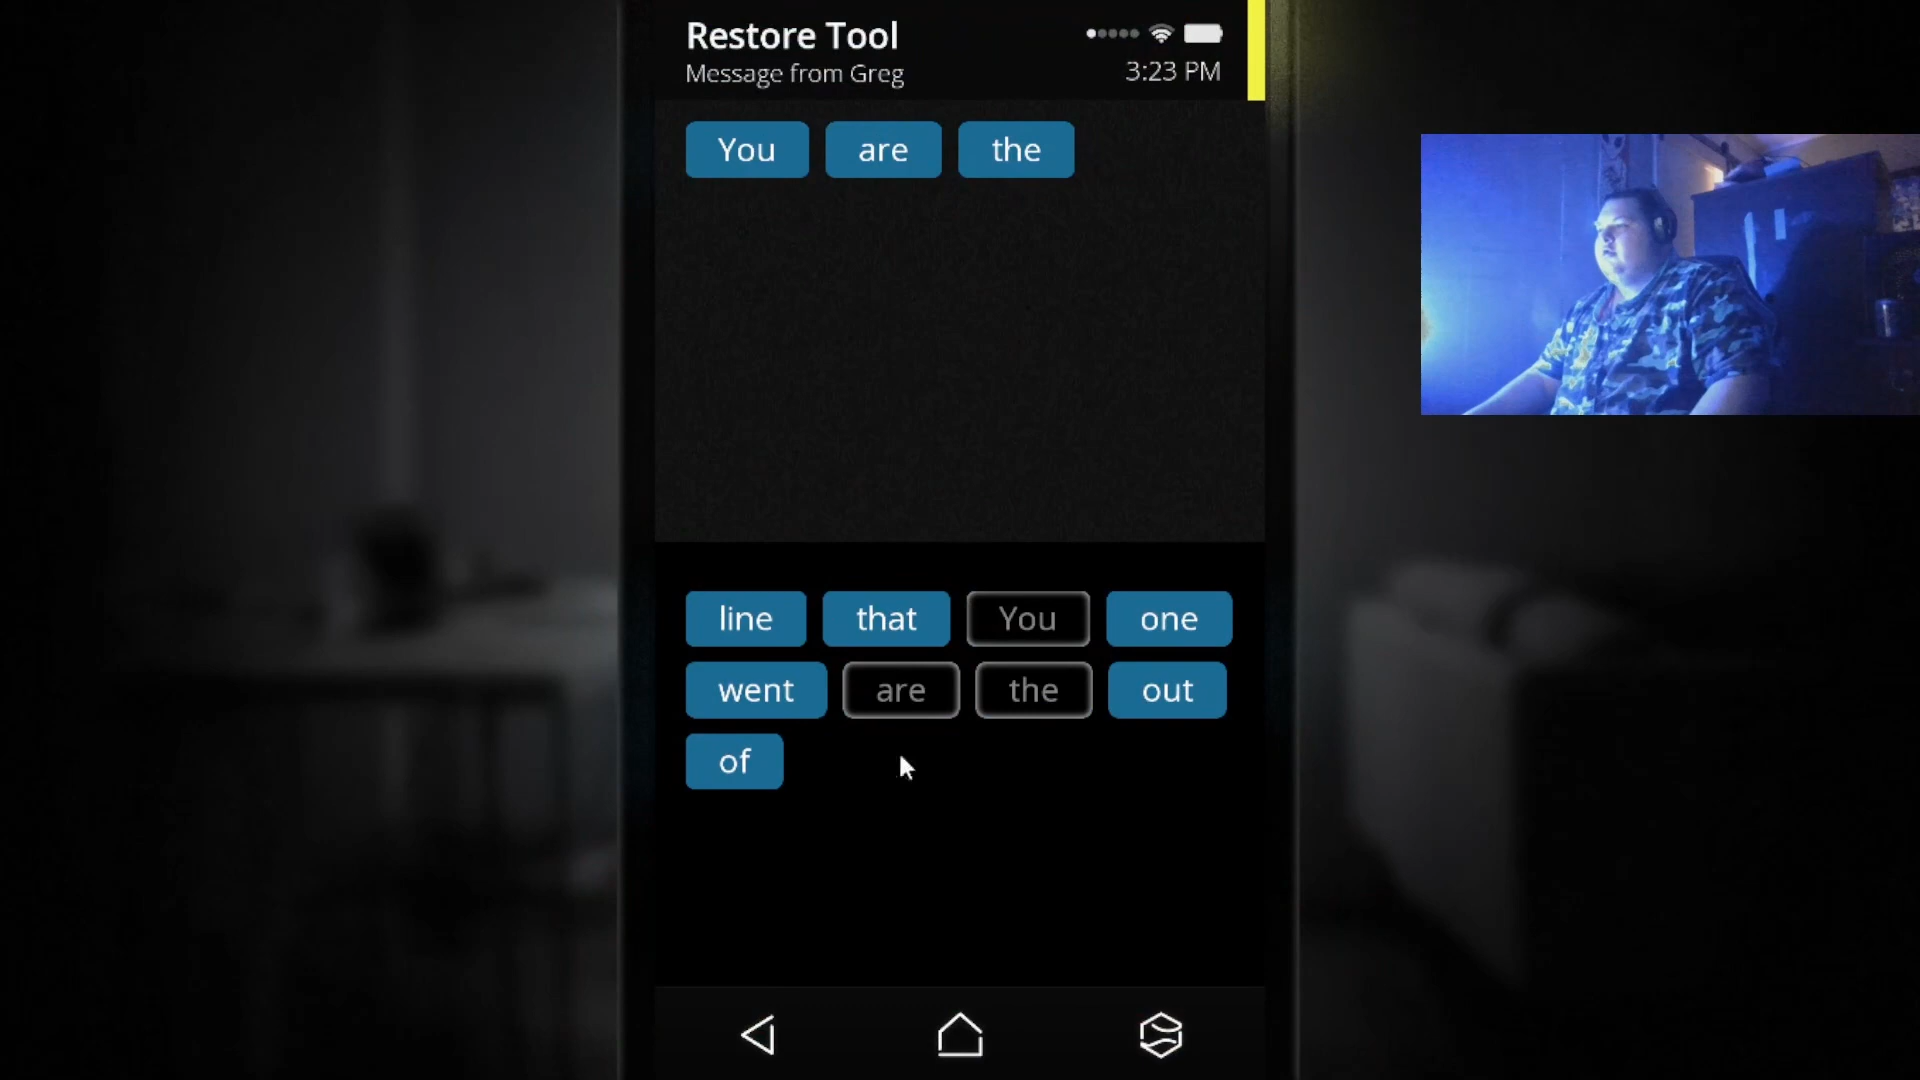 Restore Tool
Message from Greg
3:23 PM
You are the
line that You one
went are the out
of